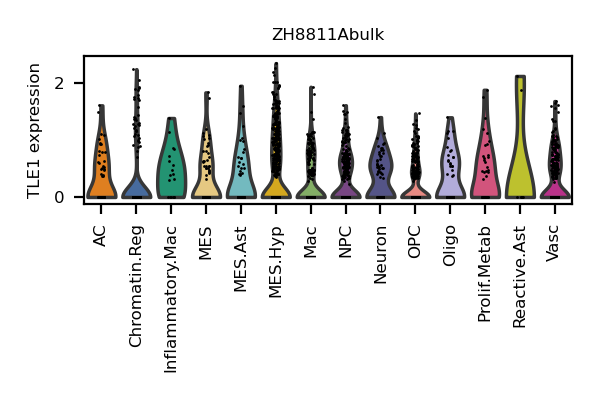 ZH8811Abulk
TLE1 expression
2
0
AC
Chromatin.Reg
Inflammatory.Mac
MES
MES.Ast
MES.Hyp
Mac
NPC
Neuron
OPC
Oligo
Prolif.Metab
Reactive.Ast
Vasc